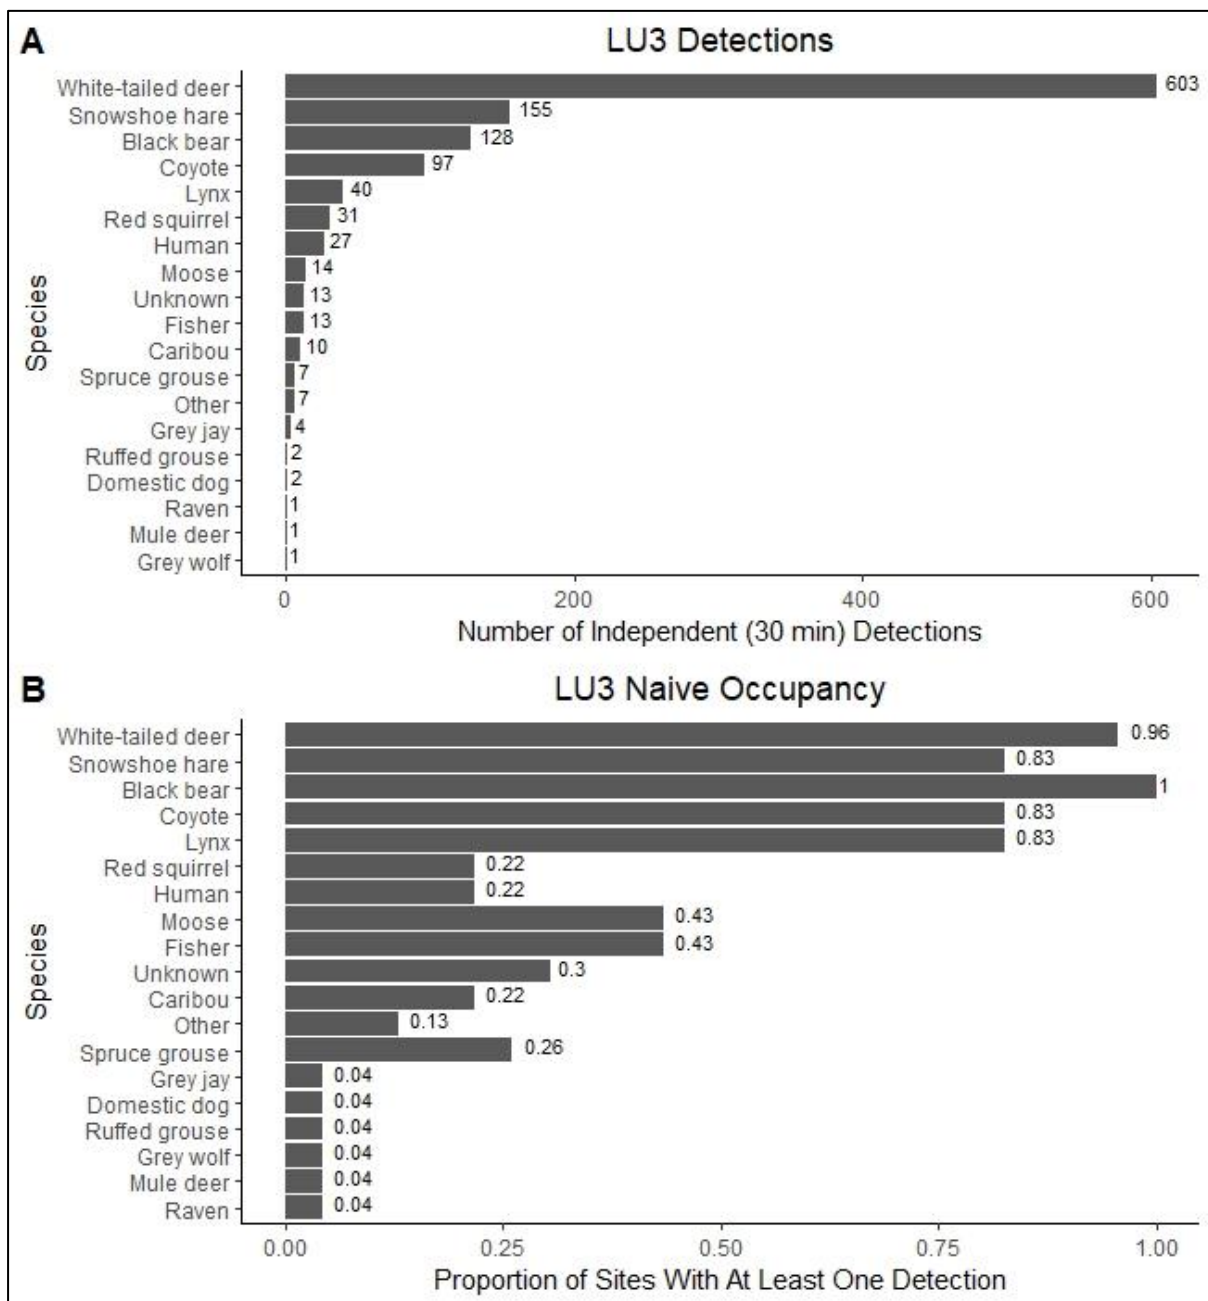 A
LU3 Detections
Species
White-tailed deer 603
Snowshoe hare 155
Black bear 128
Coyote 97
Lynx 40
Red squirrel 31
Human 27
Moose 14
Unknown 13
Fisher 13
Caribou 10
Spruce grouse 7
Other 7
Grey jay 4
Ruffed grouse 2
Domestic dog 2
Raven 1
Mule deer 1
Grey wolf 1
0 200 400 600
Number of Independent (30 min) Detections
B
LU3 Naive Occupancy
Species
White-tailed deer 0.96
Snowshoe hare 0.83
Black bear 1
Coyote 0.83
Lynx 0.83
Red squirrel 0.22
Human 0.22
Moose 0.43
Fisher 0.43
Unknown 0.3
Caribou 0.22
Other 0.13
Spruce grouse 0.26
Grey jay 0.04
Domestic dog 0.04
Ruffed grouse 0.04
Grey wolf 0.04
Mule deer 0.04
Raven 0.04
0.00 0.25 0.50 0.75 1.00
Proportion of Sites With At Least One Detection